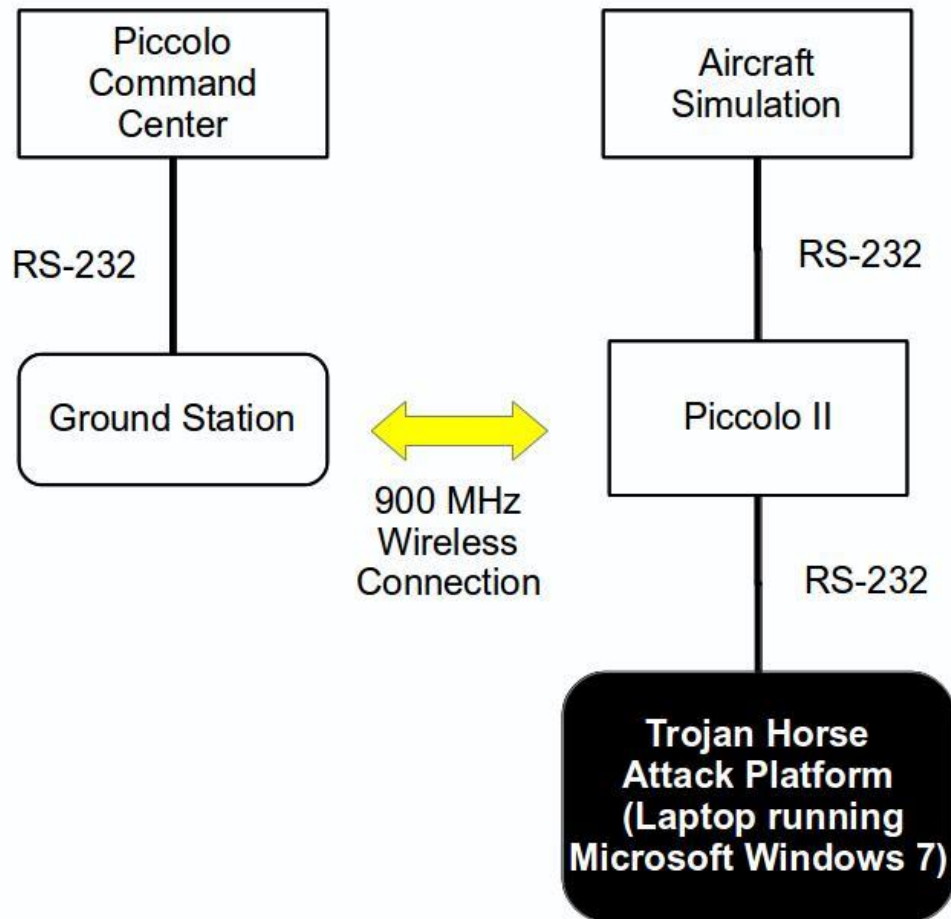 Piccolo
Command
Center
Aircraft
Simulation
RS-232
RS-232
Ground Station
Piccolo II
900 MHz
Wireless
Connection
RS-232
Trojan Horse
Attack Platform
(Laptop running
Microsoft Windows 7)